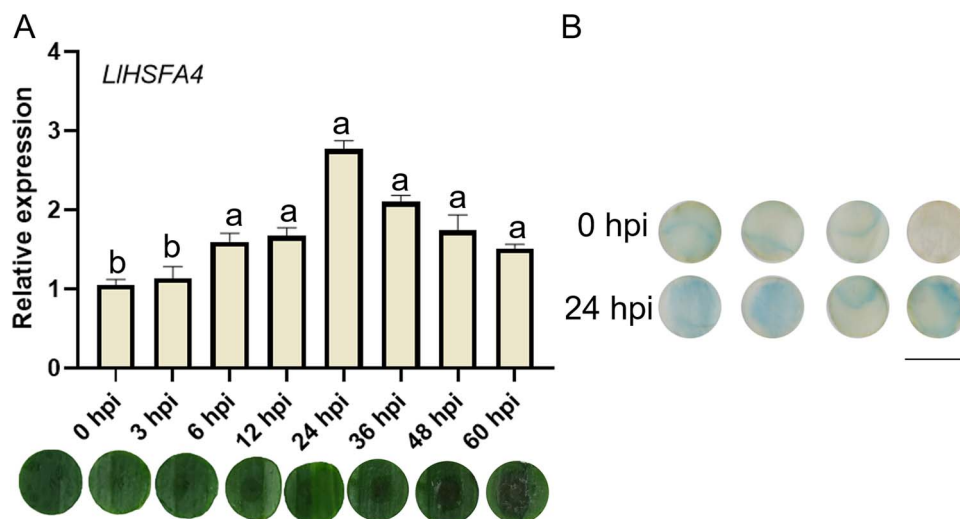 A
B
LlHSFA4
Relative expression
4
3
2
1
0
b
b
a
a
a
a
a
a
0 hpi
3 hpi
6 hpi
12 hpi
24 hpi
36 hpi
48 hpi
60 hpi
0 hpi
24 hpi